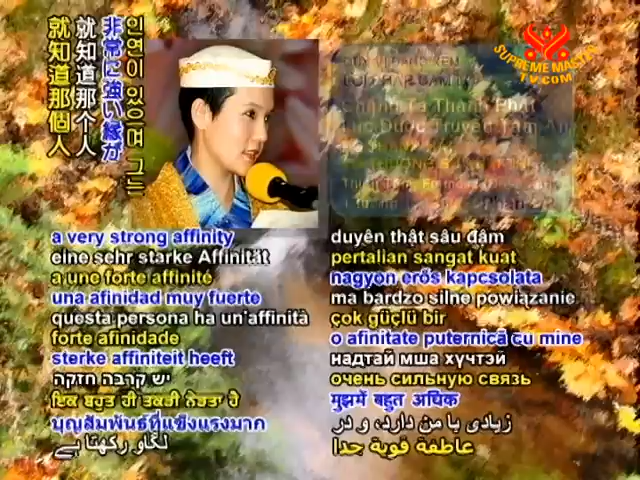 인연이 있으며 그는
非常に強い縁が
就知道那个人
就知道那個人
SUPREME MASTER
TV.COM
a very strong affinity
eine sehr starke Affinität
a une forte affinité
una afinidad muy fuerte
questa persona ha un'affinità
forte afinidade
sterke affiniteit heeft
יש קרבה חזקה
ਇਕ ਬਹੁਤ ਹੀ ਤਕੜੀ ਨੇੜਤਾ ਹੈ
บุญสัมพันธ์ที่แข็งแรงมาก
لگاو رکھتا ہے
duyên thật sâu đậm
pertalian sangat kuat
nagyon erős kapcsolata
ma bardzo silne powiązanie
çok güçlü bir
o afinitate puternică cu mine
надтай маш хүчтэй
очень сильную связь
मुझमें बहुत अधिक
زیادی با من دارد، و در
عاطفة قوية جدا